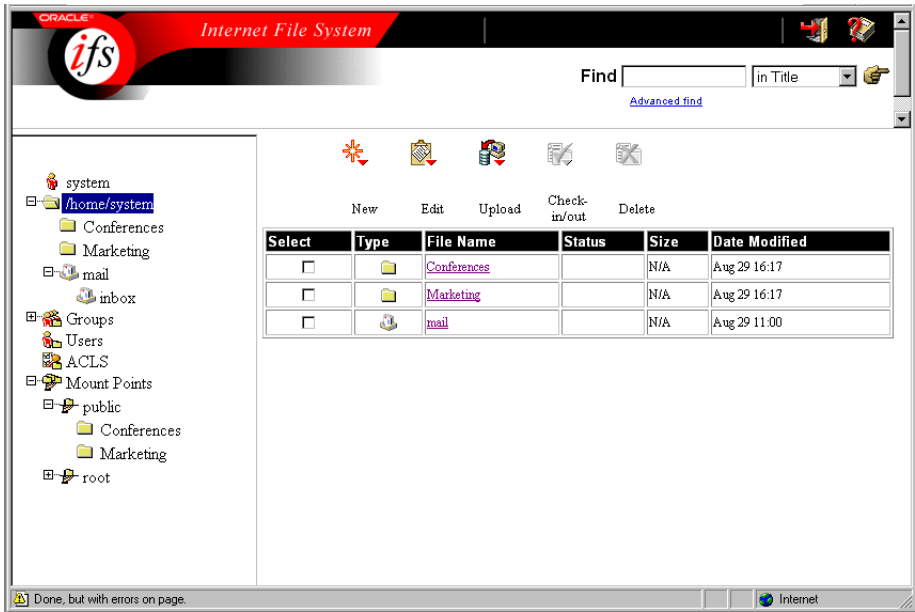 ORACLE®
ifs
Internet File System
Find
in Title
Advanced find
system
/home/system
Conferences
Marketing
mail
inbox
Groups
Users
ACLS
Mount Points
public
Conferences
Marketing
root
New Edit Upload Check-in/out Delete
Select Type File Name Status Size Date Modified
Conferences N/A Aug 29 16:17
Marketing N/A Aug 29 16:17
mail N/A Aug 29 11:00
Done, but with errors on page. Internet